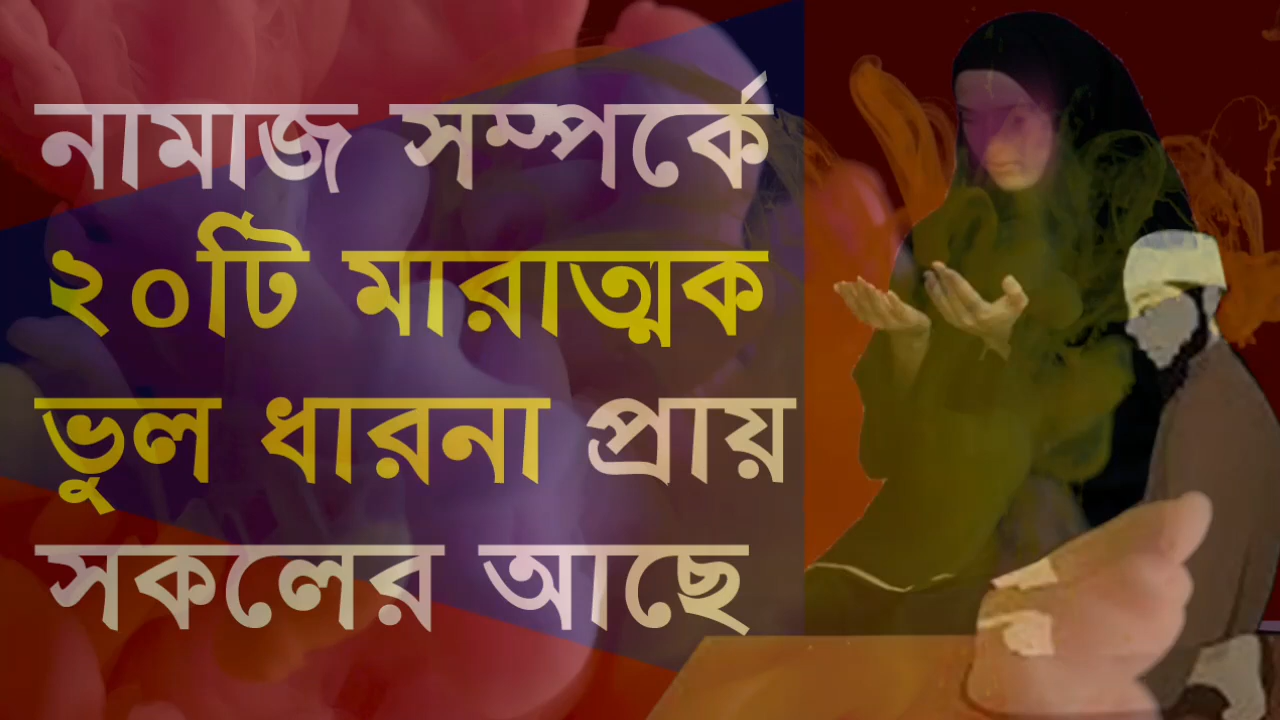 নামাজ সম্পর্কে
২০টি মারাত্মক
ভুল ধারনা প্রায়
সকলের আছে